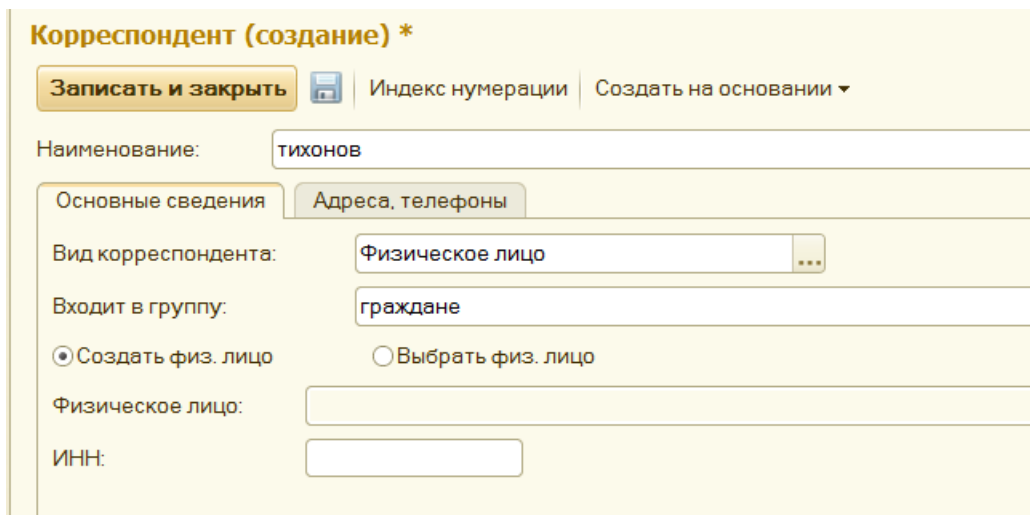 Корреспондент (создание) *
Записать и закрыть Индекс нумерации Создать на основании
Наименование: тихонов
Основные сведения Адреса, телефоны
Вид корреспондента: Физическое лицо ...
Входит в группу: граждане
Создать физ. лицо Выбрать физ. лицо
Физическое лицо:
ИНН: